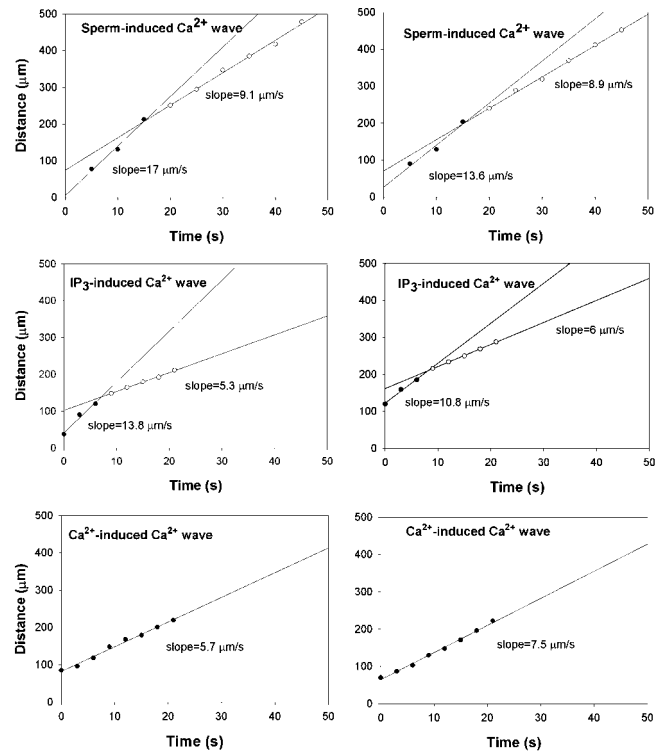 500
400
300
200
100
0
Distance (μm)
Sperm-induced Ca2+ wave
slope=9.1 μm/s
slope=17 μm/s
0 10 20 30 40 50
Time (s)
500
400
300
200
100
0
Sperm-induced Ca2+ wave
slope=8.9 μm/s
slope=13.6 μm/s
0 10 20 30 40 50
Time (s)
500
400
300
200
100
0
Distance (μm)
IP3-induced Ca2+ wave
slope=5.3 μm/s
slope=13.8 μm/s
0 10 20 30 40 50
Time (s)
500
400
300
200
100
0
IP3-induced Ca2+ wave
slope=6 μm/s
slope=10.8 μm/s
0 10 20 30 40 50
Time (s)
500
400
300
200
100
0
Distance (μm)
Ca2+-induced Ca2+ wave
slope=5.7 μm/s
0 10 20 30 40 50
Time (s)
500
400
300
200
100
0
Ca2+-induced Ca2+ wave
slope=7.5 μm/s
0 10 20 30 40 50
Time (s)